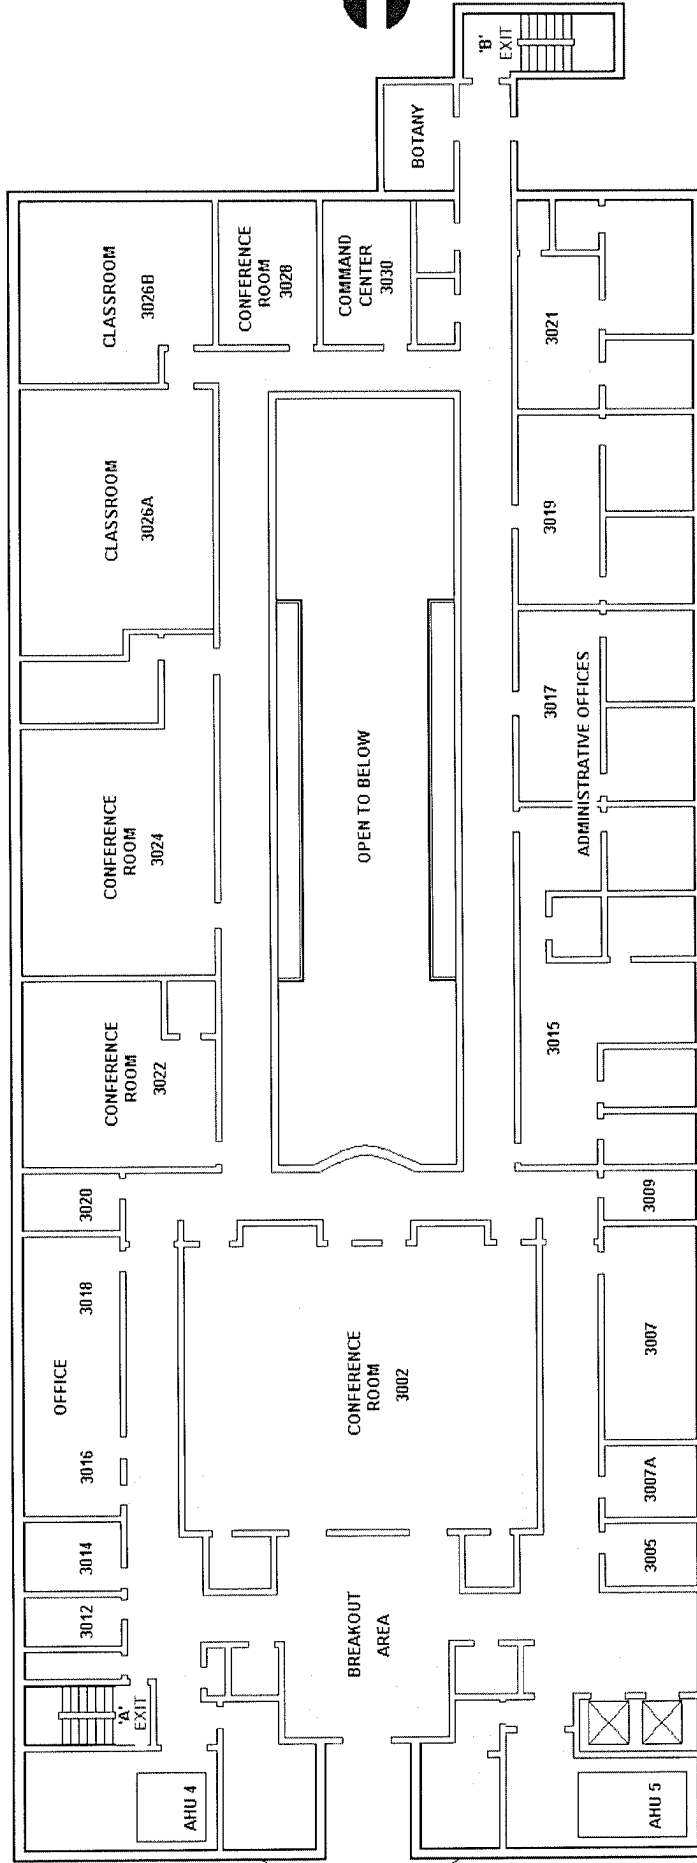 'B'
EXIT
BOTANY
CLASSROOM
3026B
CONFERENCE
ROOM
3028
COMMAND
CENTER
3030
3021
CLASSROOM
3026A
3019
3017
ADMINISTRATIVE OFFICES
CONFERENCE
ROOM
3024
OPEN TO BELOW
CONFERENCE
ROOM
3022
3015
3020
3009
OFFICE
3018
3016
CONFERENCE
ROOM
3002
3007
3007A
3014
3005
3012
BREAKOUT
AREA
'A'
EXIT
AHU 4
AHU 5